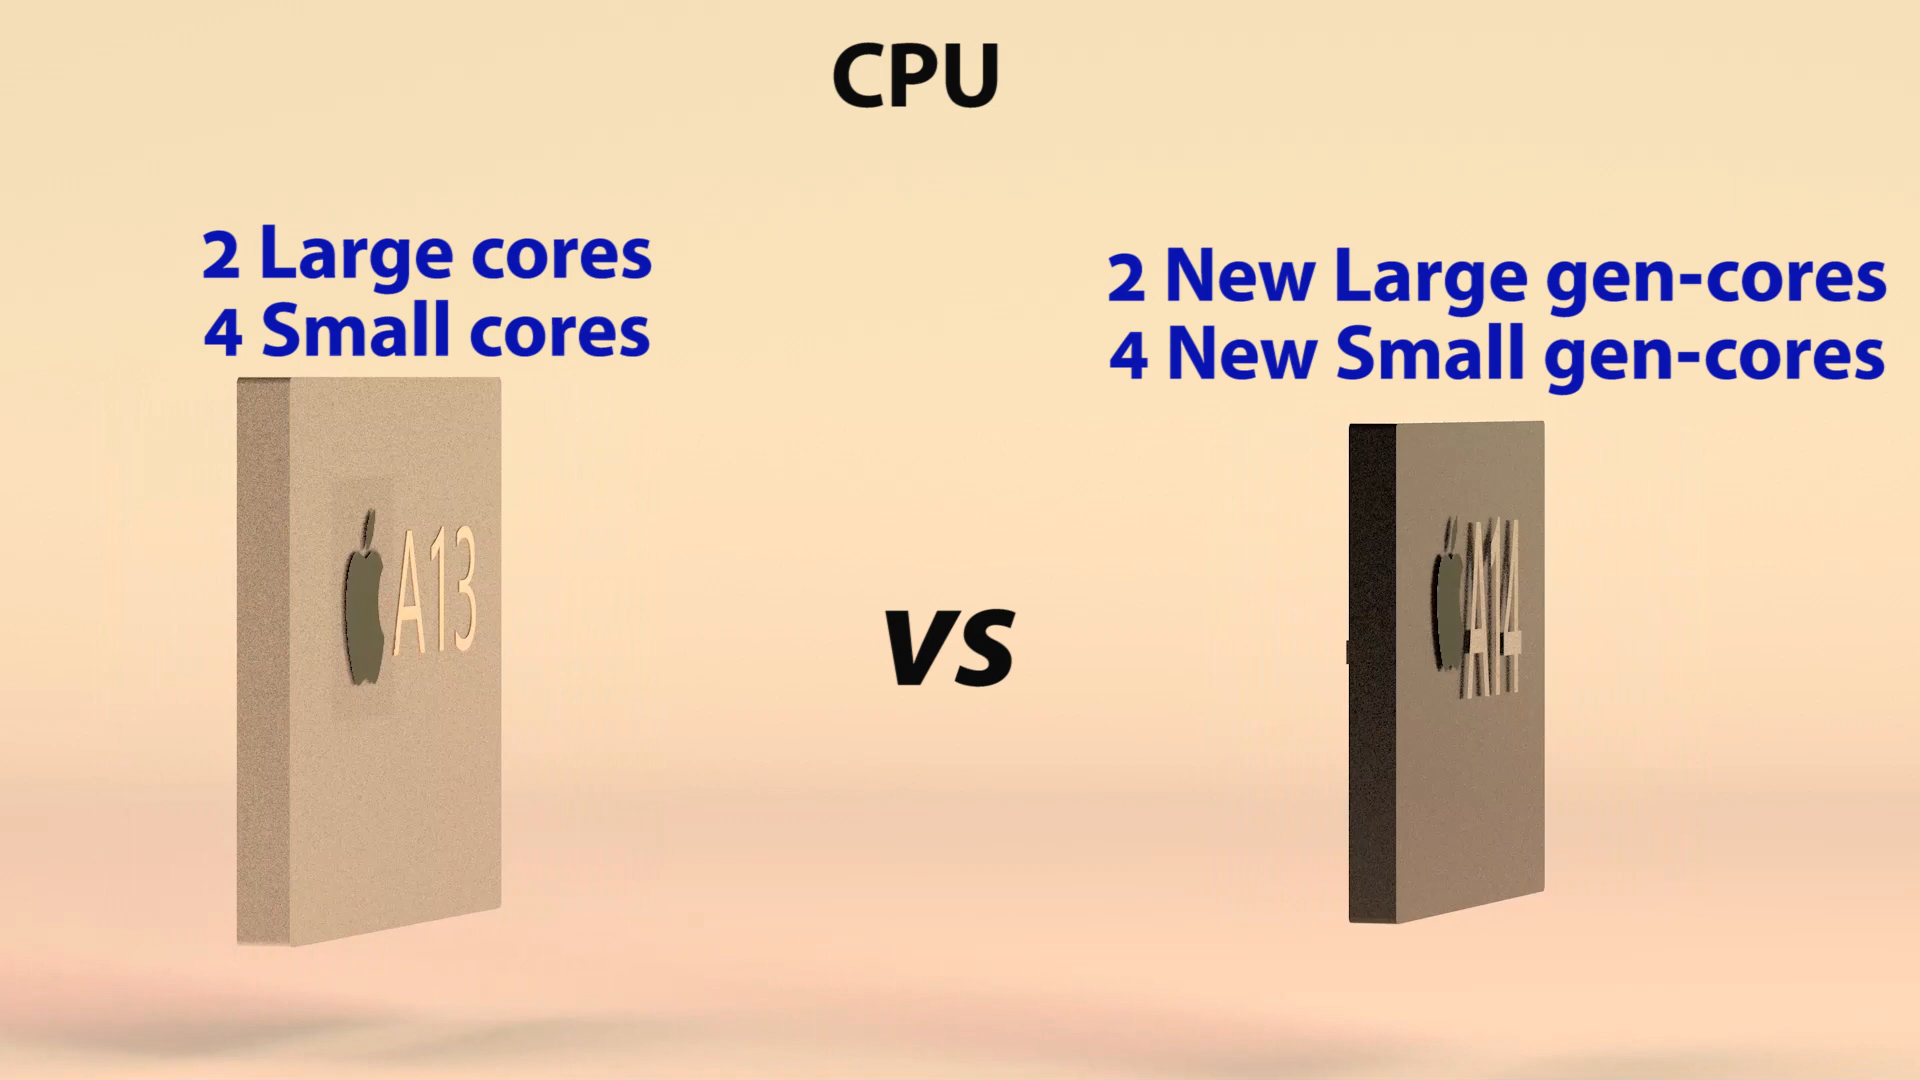 CPU
2 Large cores
4 Small cores
2 New Large gen-cores
4 New Small gen-cores
A13
vs
A14